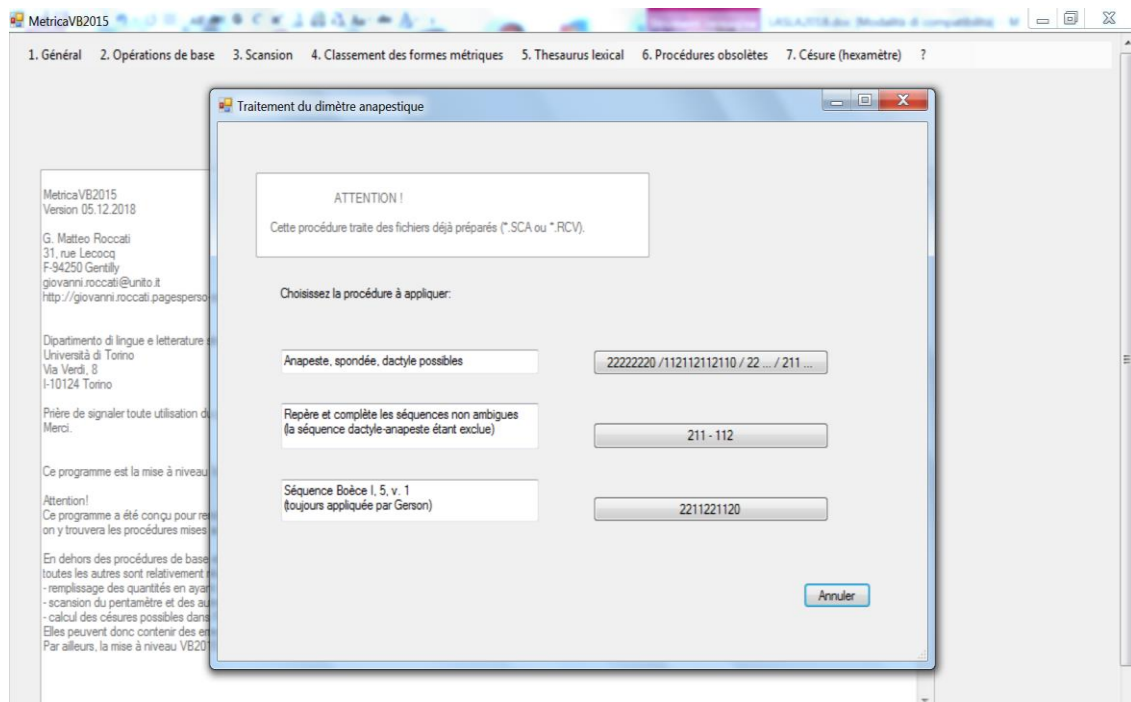 MetricaVB2015
LASLA,ITSB.doc [Modalità di compatibilità] M
1. Général 2. Opérations de base 3. Scansion 4. Classement des formes métriques 5. Thesaurus lexical 6. Procédures obsolètes 7. Césure (hexamètre) ?
Traitement du dimètre anapestique
ATTENTION !
Cette procédure traite des fichiers déjà préparés (*.SCA ou *.RCV).
Choisissez la procédure à appliquer:
Anapeste, spondée, dactyle possibles
22222220 /112112112110 / 22 ... / 211 ...
Repère et complète les séquences non ambigues
(la séquence dactyle-anapeste étant exclue)
211 - 112
Séquence Boèce I, 5, v. 1
(toujours appliquée par Gerson)
2211221120
Annuler
MetricaVB2015
Version 05.12.2018
G. Matteo Roccati
31, rue Lecocq
F-94250 Gentilly
giovanni.roccati@unito.it
http://giovanni.roccati.pagesperso
Dipartimento di lingue e letterature
Università di Torino
Via Verdi, 8
I-10124 Torino
Prière de signaler toute utilisation
Merci.
Ce programme est la mise à niveau
Attention!
Ce programme a été conçu pour
on y trouvera les procédures mises
En dehors des procédures de base
toutes les autres sont relativement
- remplissage des quantités en
- scansion du pentamètre et des
- calcul des césures possibles dans
Elles peuvent donc contenir des
Par ailleurs, la mise à niveau